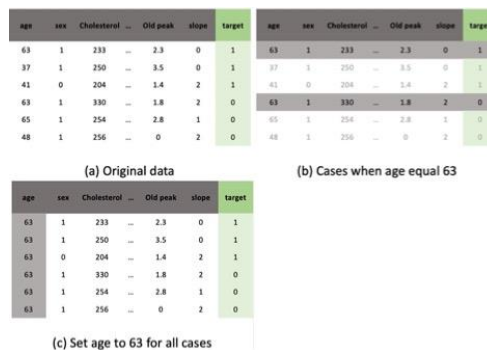 age sex Cholesterol ... Old peak slope target
63 1 233 ... 2.3 0 1
37 1 250 ... 3.5 0 1
41 0 204 ... 1.4 2 1
63 1 330 ... 1.8 2 0
65 1 254 ... 2.8 1 0
48 1 256 ... 0 2 0
(a) Original data
age sex Cholesterol ... Old peak slope target
63 1 233 ... 2.3 0 1
37 1 250 ... 3.5 0 1
41 0 204 ... 1.4 2 1
63 1 330 ... 1.8 2 0
65 1 254 ... 2.8 1 0
48 1 256 ... 0 2 0
(b) Cases when age equal 63
age sex Cholesterol ... Old peak slope target
63 1 233 ... 2.3 0 1
63 1 250 ... 3.5 0 1
63 0 204 ... 1.4 2 1
63 1 330 ... 1.8 2 0
63 1 254 ... 2.8 1 0
63 1 256 ... 0 2 0
(c) Set age to 63 for all cases